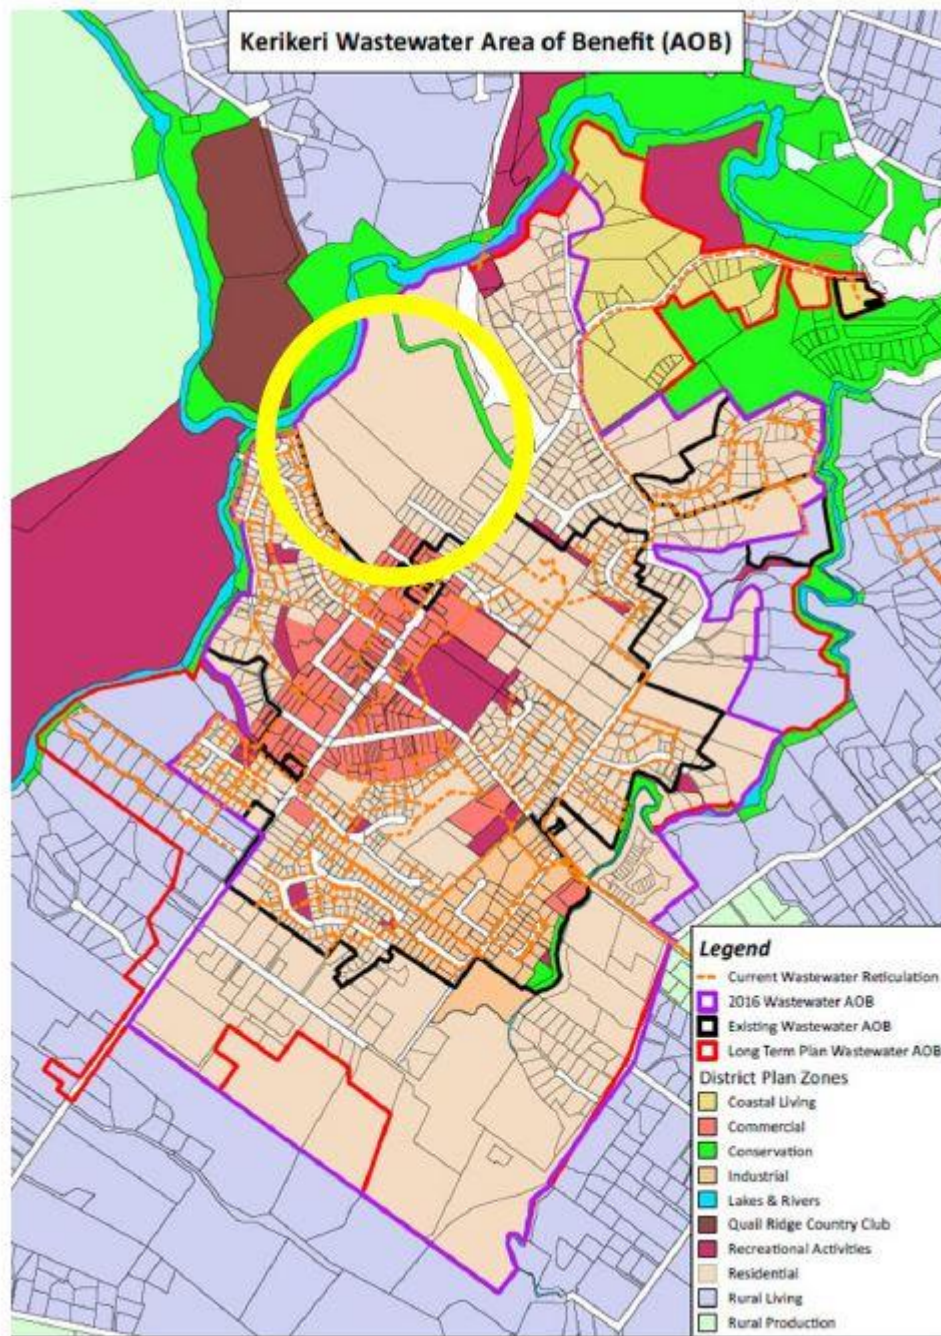 Kerikeri Wastewater Area of Benefit (AOB)
Legend
Current Wastewater Reticulation
2016 Wastewater AOB
Existing Wastewater AOB
Long Term Plan Wastewater AOB
District Plan Zones
Coastal Living
Commercial
Conservation
Industrial
Lakes & Rivers
Quail Ridge Country Club
Recreational Activities
Residential
Rural Living
Rural Production